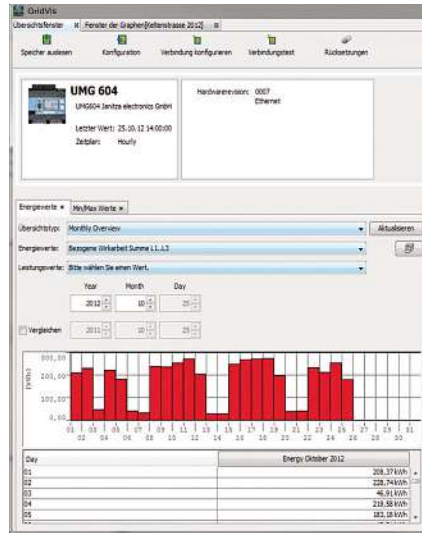 GridVis
Übersichtsfenster Fenster der Graphen[Keltenstrasse 2012]
Speicher auslesen Konfiguration Verbindung konfigurieren Verbindungstest Rücksetzungen
UMG 604
UMG604 Janitza electronics GmbH
Letzter Wert: 25.10.12 14:00:00
Zeitplan: Hourly
Hardwarerevision: 0007
Ethernet
Energiewerte Min/Max Werte
Übersichtstyp: Monthly Overview Aktualisieren
Energiewerte: Bezogene Wirkarbeit Summe L1..L3
Leistungswerte: Bitte wählen Sie einen Wert.
Year Month Day
2012 10 25
Vergleichen 2011 10 25
[kWh]
300,00
200,00
100,00
0,00
01 03 05 07 09 11 13 15 17 19 21 23 25 27 29 31
02 04 06 08 10 12 14 16 18 20 22 24 26 28 30
Day Energy Oktober 2012
01 208,37 kWh
02 228,74 kWh
03 46,91 kWh
04 219,58 kWh
05 183,18 kWh